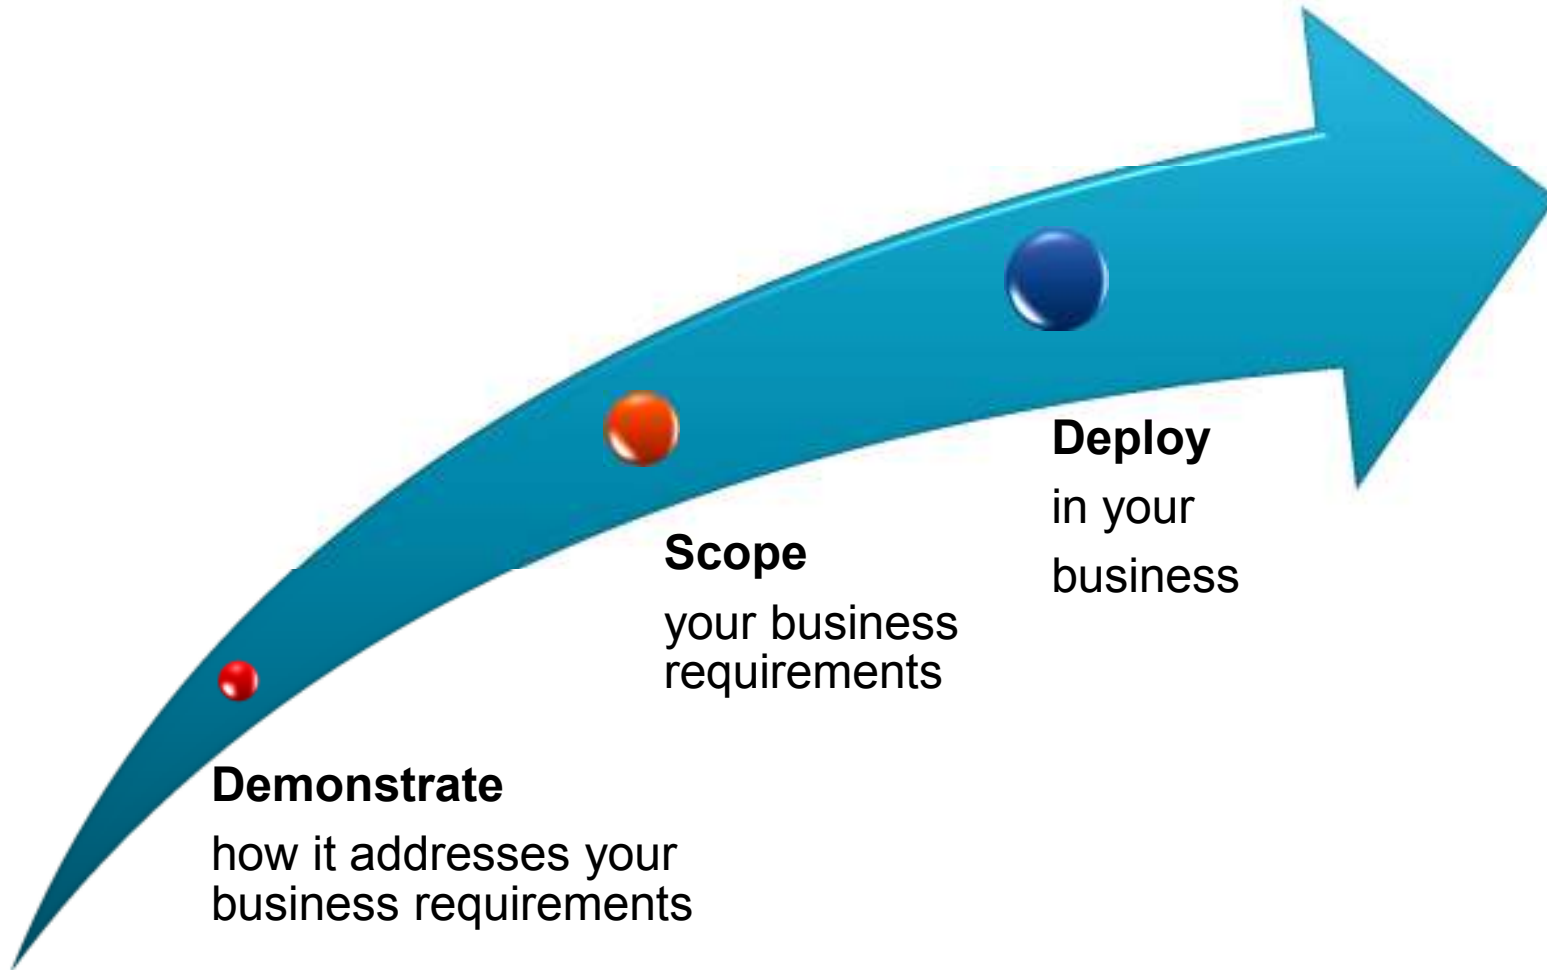 Deploy
in your
business
Scope
your business
requirements
Demonstrate
how it addresses your
business requirements